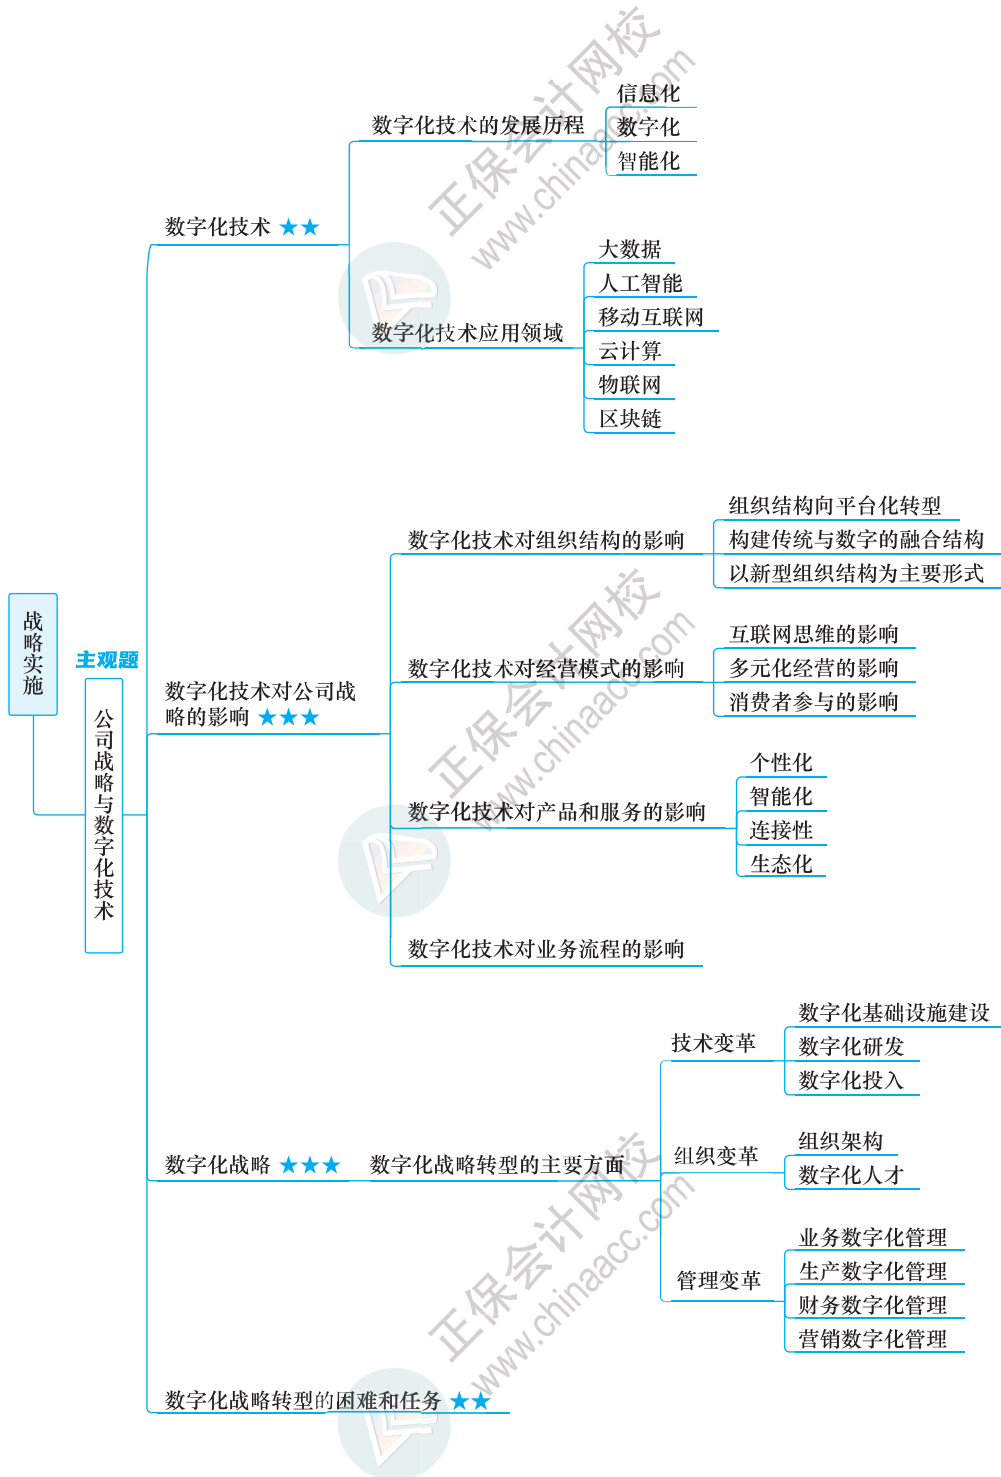 战略实施
主观题
公司战略与数字化技术
数字化技术 ★★
数字化技术的发展历程
信息化
数字化
智能化
数字化技术应用领域
大数据
人工智能
移动互联网
云计算
物联网
区块链
数字化技术对公司战
略的影响 ★★★
数字化技术对组织结构的影响
组织结构向平台化转型
构建传统与数字的融合结构
以新型组织结构为主要形式
数字化技术对经营模式的影响
互联网思维的影响
多元化经营的影响
消费者参与的影响
数字化技术对产品和服务的影响
个性化
智能化
连接性
生态化
数字化技术对业务流程的影响
数字化战略 ★★★
数字化战略转型的主要方面
技术变革
数字化基础设施建设
数字化研发
数字化投入
组织变革
组织架构
数字化人才
管理变革
业务数字化管理
生产数字化管理
财务数字化管理
营销数字化管理
数字化战略转型的困难和任务 ★★
正保会计网校
www.chinaacc.com
正保会计网校
www.chinaacc.com
正保会计网校
www.chinaacc.com